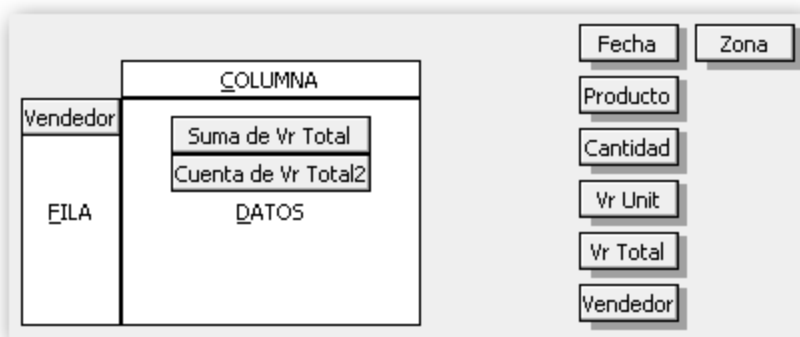 Fecha Zona
COLUMNA
Producto
Vendedor
Suma de Vr Total
Cantidad
Cuenta de Vr Total2
Vr Unit
FILA
DATOS
Vr Total
Vendedor